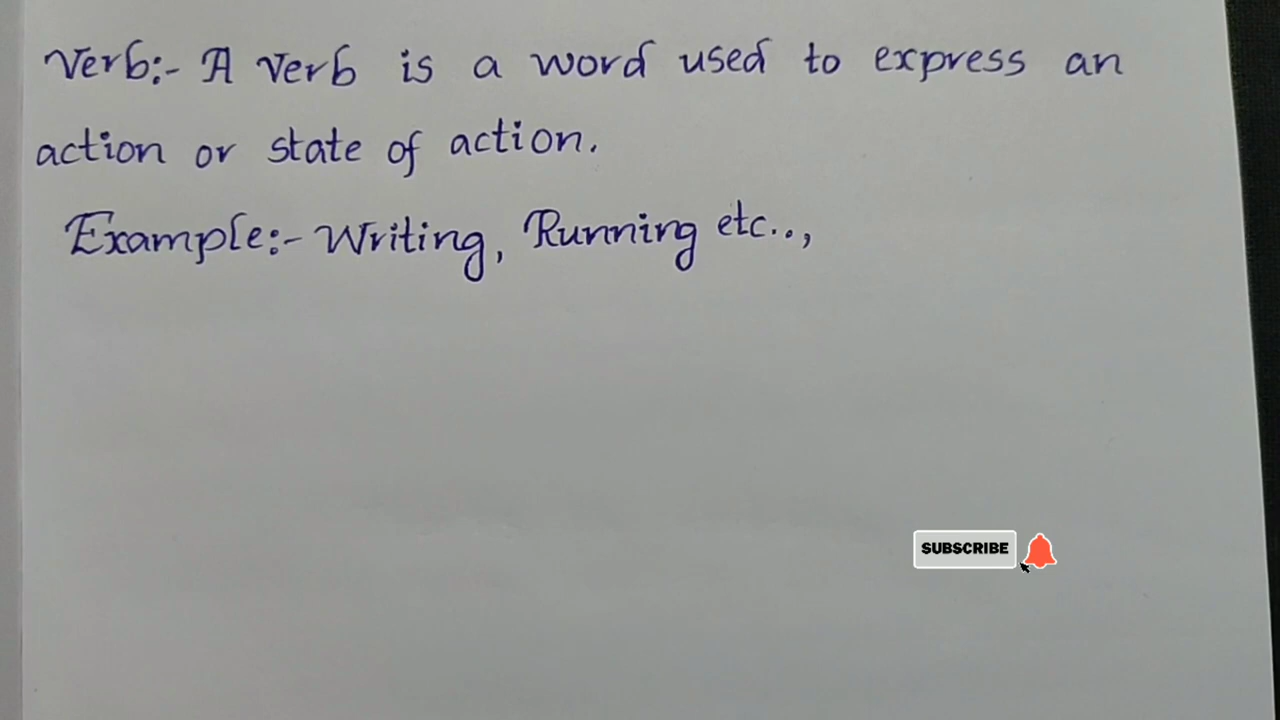 Verb:- A Verb is a word used to express an
action or state of action.
Example:- Writing, Running etc..,
SUBSCRIBE